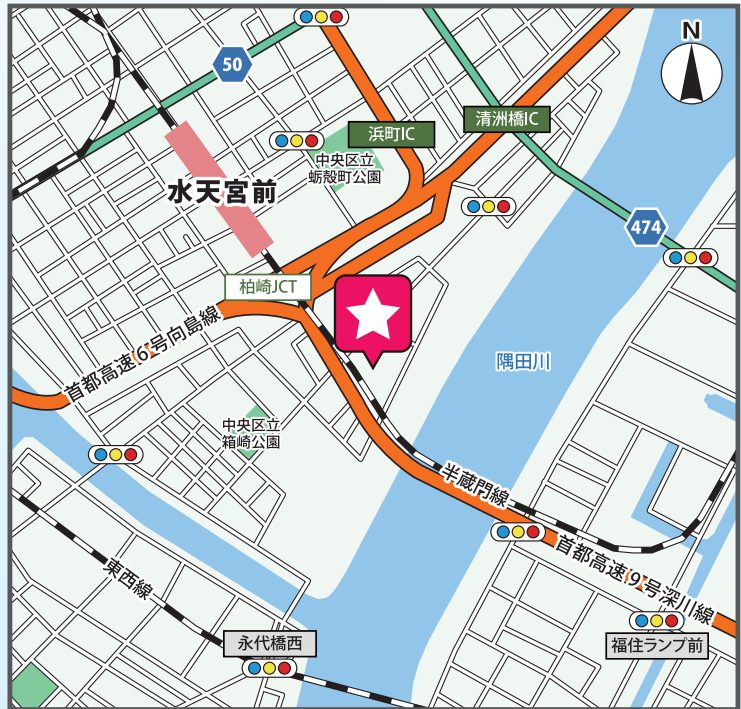 N
50
浜町IC
清洲橋IC
中央区立
蛎殻町公園
水天宮前
474
柏崎JCT
首都高速6号向島線
隅田川
中央区立
箱崎公園
半蔵門線
首都高速9号深川線
東西線
永代橋西
福住ランプ前